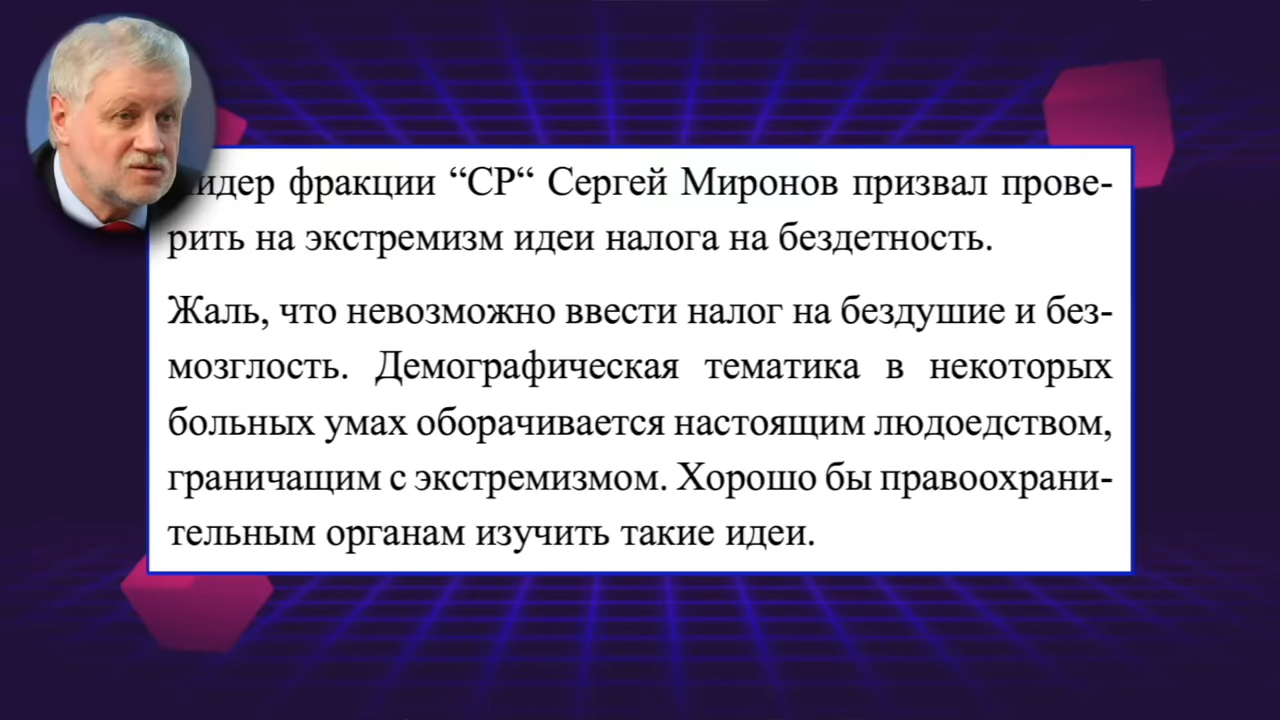 идер фракции “СР“ Сергей Миронов призвал прове-
рить на экстремизм идеи налога на бездетность.
Жаль, что невозможно ввести налог на бездушие и без-
мозглость. Демографическая тематика в некоторых
больных умах оборачивается настоящим людоедством,
граничащим с экстремизмом. Хорошо бы правоохрани-
тельным органам изучить такие идеи.